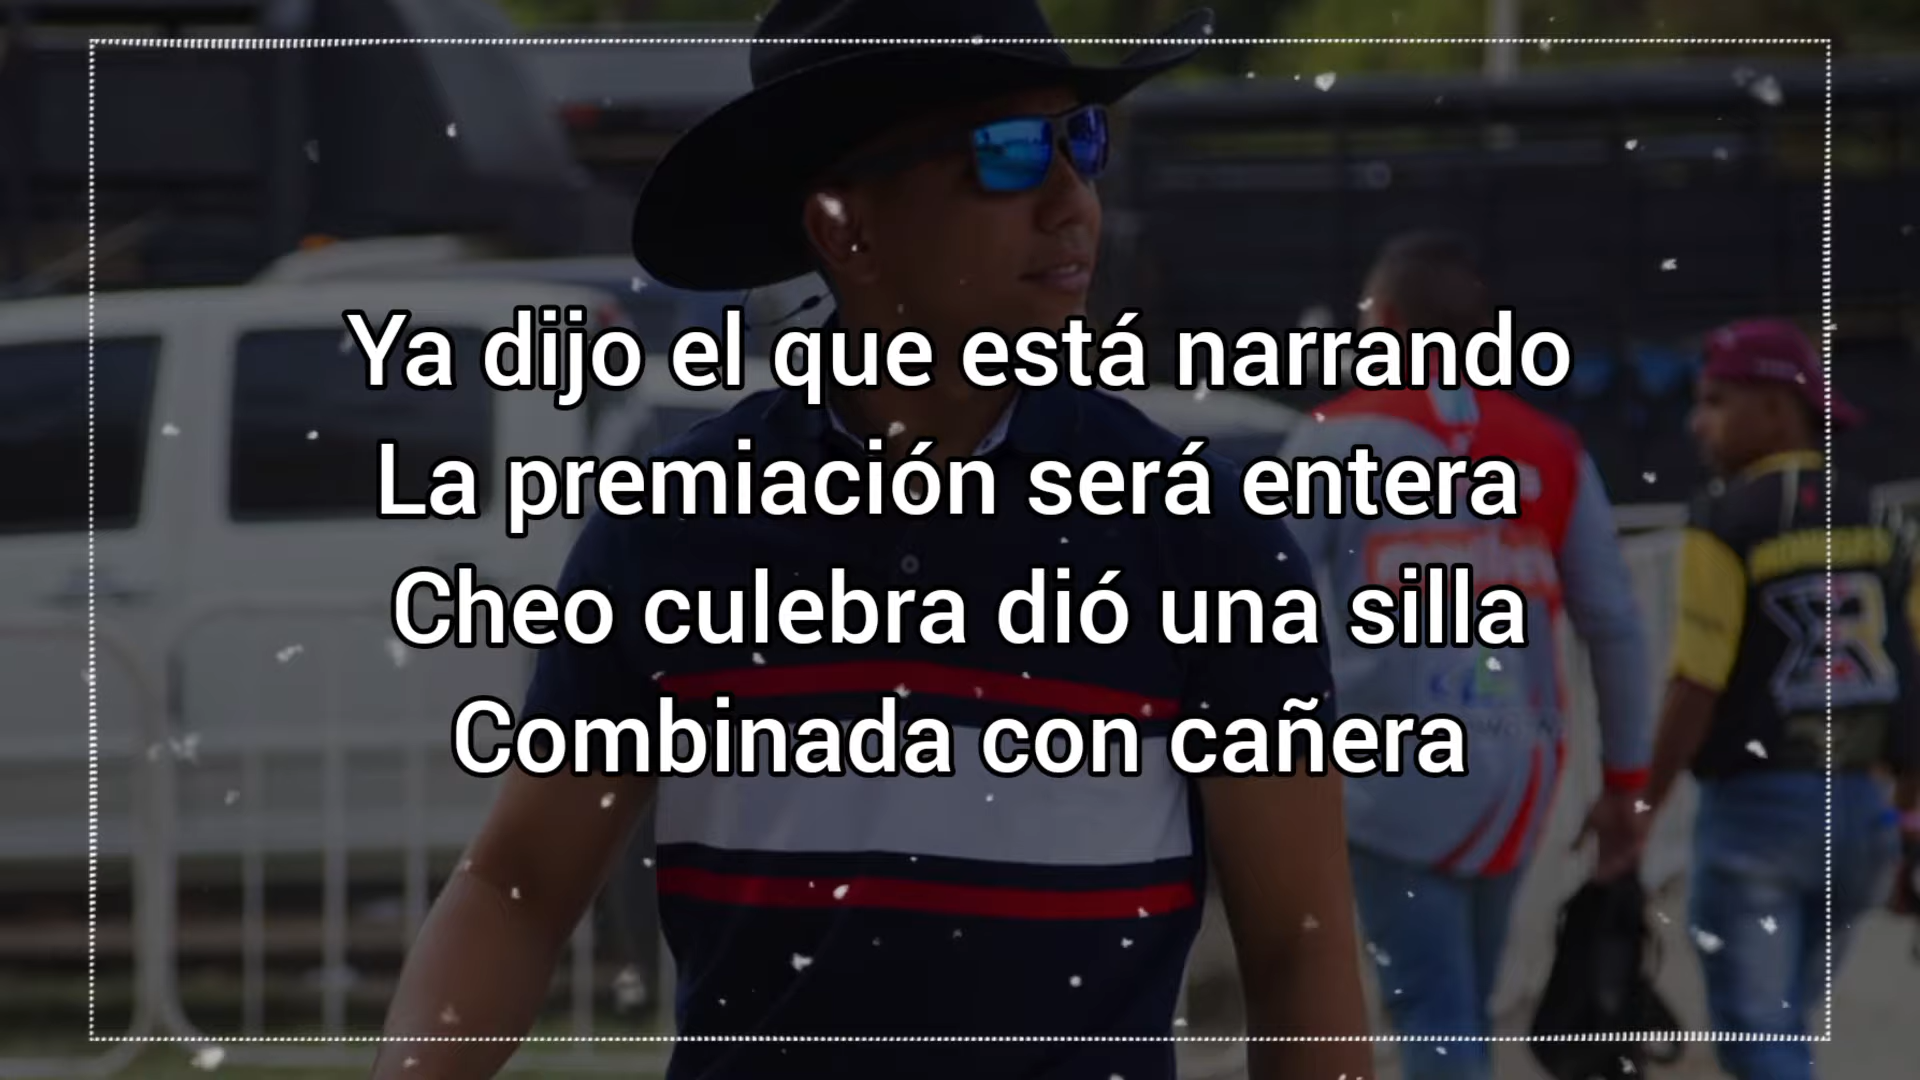 Ya dijo el que está narrando
La premiación será entera
Cheo culebra dió una silla
Combinada con cañera